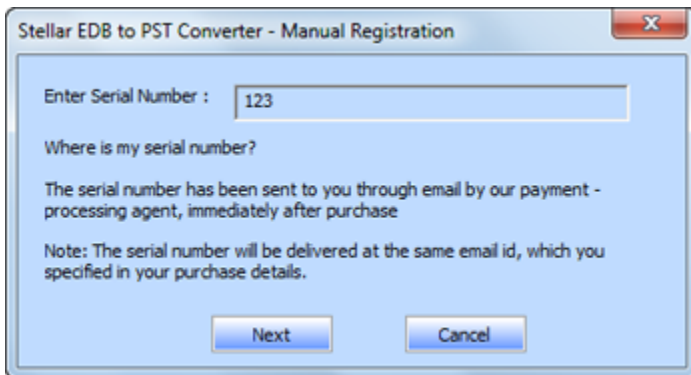 Stellar EDB to PST Converter - Manual Registration
Enter Serial Number : 123
Where is my serial number?
The serial number has been sent to you through email by our payment -
processing agent, immediately after purchase
Note: The serial number will be delivered at the same email id, which you
specified in your purchase details.
Next Cancel